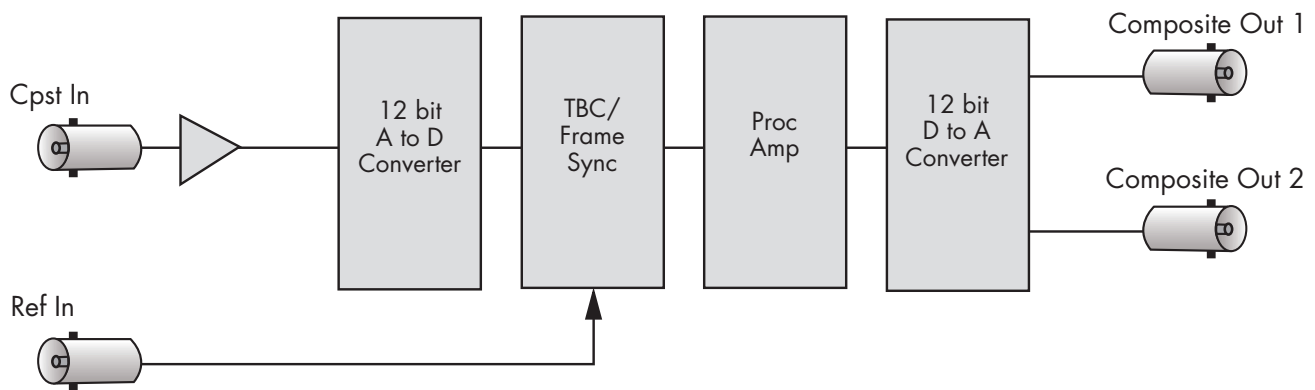 Composite Out 1
Cpst In
12 bit
A to D
Converter
TBC/
Frame
Sync
Proc
Amp
12 bit
D to A
Converter
Composite Out 2
Ref In